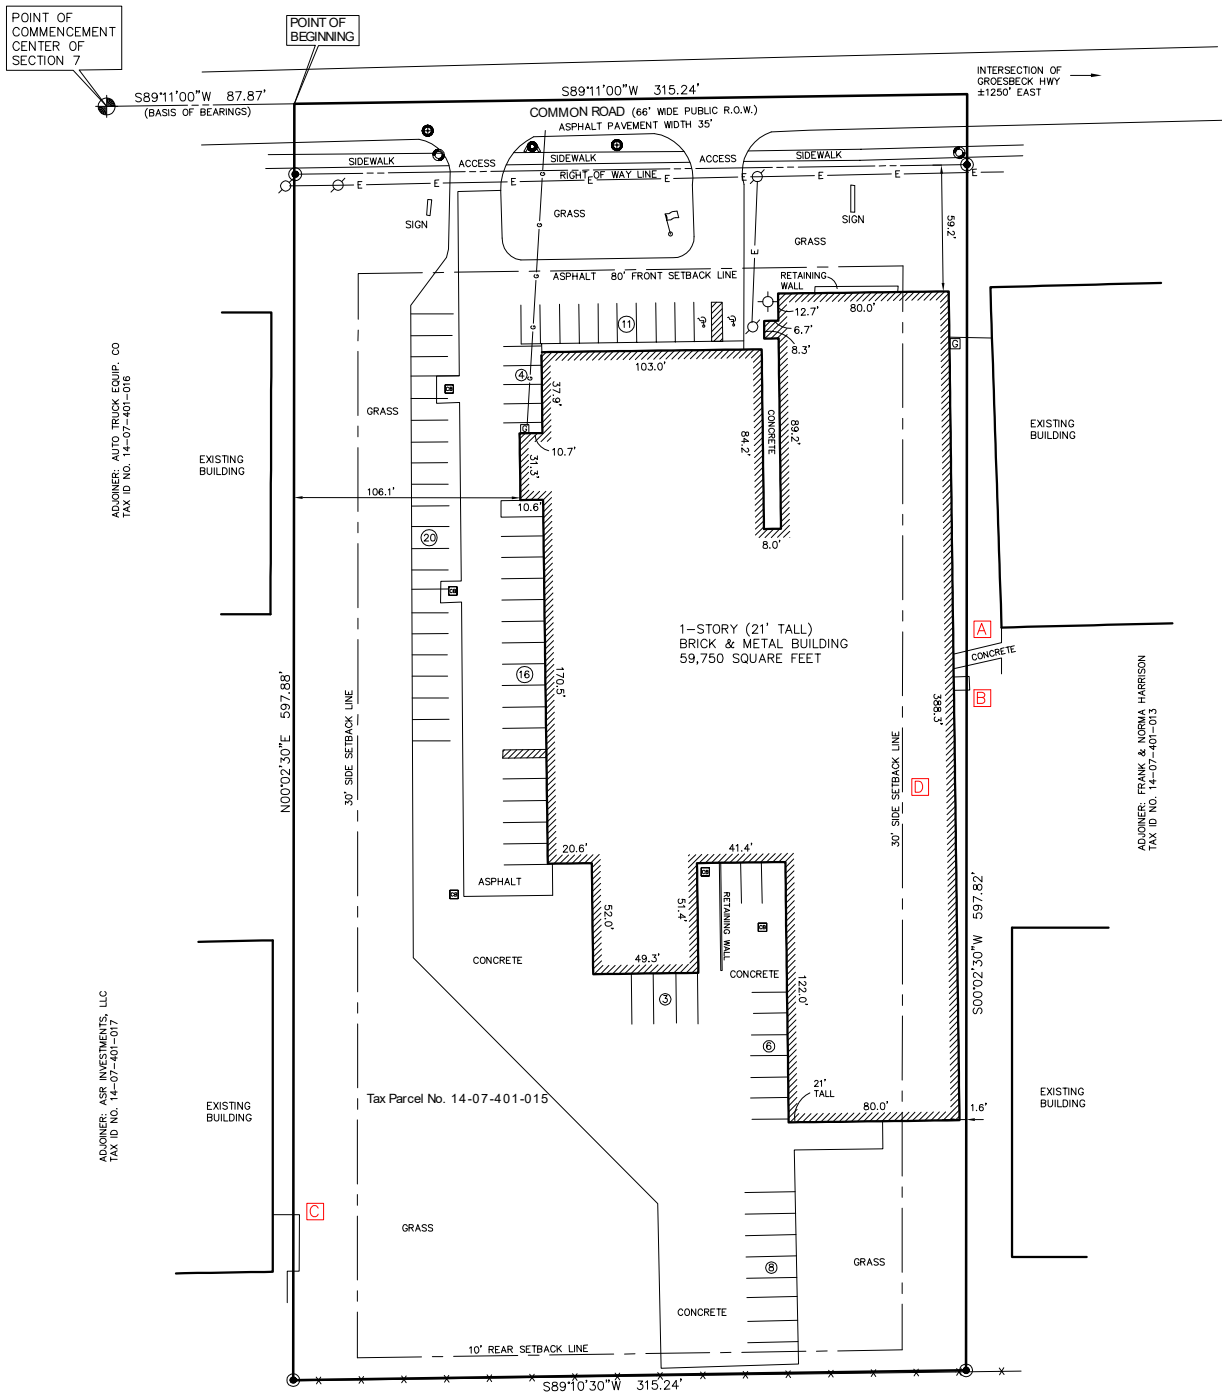 POINT OF
COMMENCEMENT
CENTER OF
SECTION 7
POINT OF
BEGINNING
S89°11'00"W 87.87'
(BASIS OF BEARINGS)
S89°11'00"W 315.24'
INTERSECTION OF
GROESBECK HWY
±1250' EAST
COMMON ROAD (66' WIDE PUBLIC R.O.W.)
ASPHALT PAVEMENT WIDTH 35'
SIDEWALK
ACCESS
SIDEWALK
ACCESS
SIDEWALK
RIGHT OF WAY LINE
E
E
E
E
E
E
E
E
E
E
SIGN
GRASS
SIGN
GRASS
59.2'
G
G
G
G
G
E
ASPHALT 80' FRONT SETBACK LINE
RETAINING
WALL
80.0'
12.7'
6.7'
8.3'
11
103.0'
4
37.9'
G
G
10.7'
31.3'
10.6'
106.1'
GRASS
CB
ADJOINER: AUTO TRUCK EQUIP. CO
TAX ID NO. 14-07-401-016
EXISTING
BUILDING
EXISTING
BUILDING
84.2'
CONCRETE
89.2'
8.0'
20
CB
1-STORY (21' TALL)
BRICK & METAL BUILDING
59,750 SQUARE FEET
A
CONCRETE
B
16
170.5'
388.3'
N00°02'30"E 597.88'
30' SIDE SETBACK LINE
30' SIDE SETBACK LINE
D
ADJOINER: FRANK & NORMA HARRISON
TAX ID NO. 14-07-401-013
20.6'
41.4'
ASPHALT
CB
CB
52.0'
51.4'
RETAINING WALL
CB
S00°02'30"W 597.82'
CONCRETE
49.3'
CONCRETE
122.0'
3
6
ADJOINER: ASR INVESTMENTS, LLC
TAX ID NO. 14-07-401-017
EXISTING
BUILDING
Tax Parcel No. 14-07-401-015
21'
TALL
80.0'
1.6'
EXISTING
BUILDING
C
GRASS
GRASS
8
CONCRETE
10' REAR SETBACK LINE
S89°10'30"W 315.24'